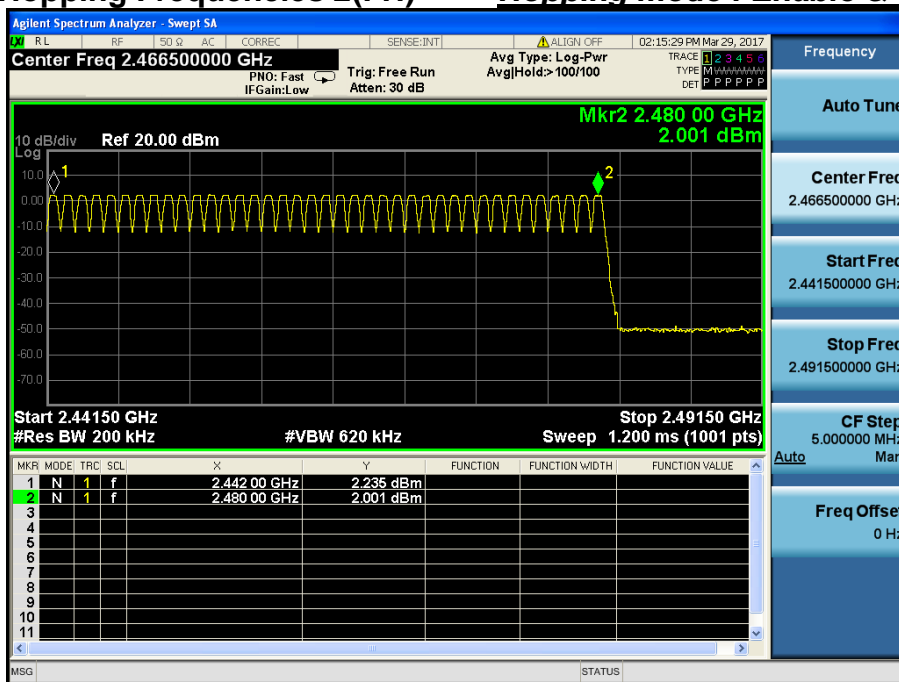 Agilent Spectrum Analyzer - Swept SA
RL RF 50 Ω AC CORREC SENSE:INT ALIGN OFF 02:15:29 PM Mar 29, 2017
Center Freq 2.466500000 GHz
PNO: Fast
IFGain:Low
Trig: Free Run
Atten: 30 dB
Avg Type: Log-Pwr
Avg|Hold:>100/100
TRACE 1 2 3 4 5 6
TYPE M
DET P P P P P P
Mkr2 2.480 00 GHz
2.001 dBm
10 dB/div Ref 20.00 dBm
Log
10.0
0.00
-10.0
-20.0
-30.0
-40.0
-50.0
-60.0
-70.0
1
2
Start 2.44150 GHz Stop 2.49150 GHz
#Res BW 200 kHz #VBW 620 kHz Sweep 1.200 ms (1001 pts)
MKR MODE TRC SCL X Y FUNCTION FUNCTION WIDTH FUNCTION VALUE
1 N 1 f 2.442 00 GHz 2.235 dBm
2 N 1 f 2.480 00 GHz 2.001 dBm
3
4
5
6
7
8
9
10
11
MSG STATUS
Frequency
Auto Tune
Center Freq
2.466500000 GHz
Start Freq
2.441500000 GHz
Stop Freq
2.491500000 GHz
CF Step
5.000000 MHz
Auto Man
Freq Offset
0 Hz